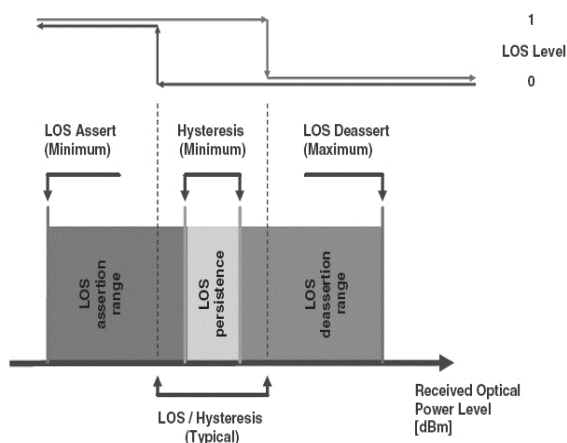 1
LOS Level
0
LOS Assert
(Minimum)
Hysteresis
(Minimum)
LOS Deassert
(Maximum)
LOS
assertion
range
LOS
persistence
LOS
deassertion
range
Received Optical
Power Level
[dBm]
LOS / Hysteresis
(Typical)